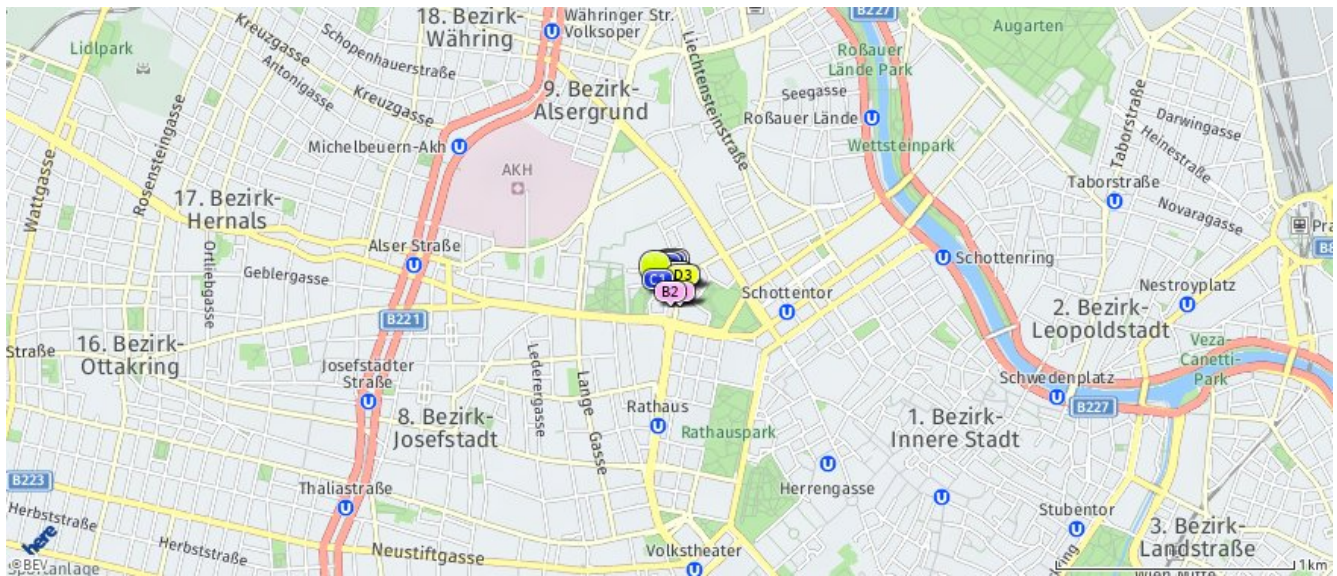 18. Bezirk-
Währing
Währinger Str.
Volksoper
B227
Lidlpark
Kreuzgasse
Schopenhauerstraße
Antonigasse
Kreuzgasse
Liechtensteinstraße
Roßauer
Lände Park
Augarten
9. Bezirk-
Alsergrund
Seegasse
Roßauer Lände
Wettsteinpark
Taborstraße
Darwingasse
Heinestraße
Wattgasse
Rosensteingasse
Michelbeuern-Akh
AKH
Taborstraße
Novaragasse
17. Bezirk-
Hernals
Ortliebgasse
Alser Straße
Geblergasse
Schottenring
D3
C1
B2
Schottentor
Nestroyplatz
B221
2. Bezirk-
Leopoldstadt
16. Bezirk-
Ottakring
Straße
Josefstädter
Straße
Lederergasse
Lange Gasse
Veza-
Canetti-
Park
Schwedenplatz
B227
8. Bezirk-
Josefstadt
Rathaus
Rathauspark
1. Bezirk-
Innere Stadt
B223
Thaliastraße
Herrengasse
Herbststraße
Herbststraße
Neustiftgasse
Volkstheater
Stubentor
3. Bezirk-
Landstraße
here
© BEV
1 km